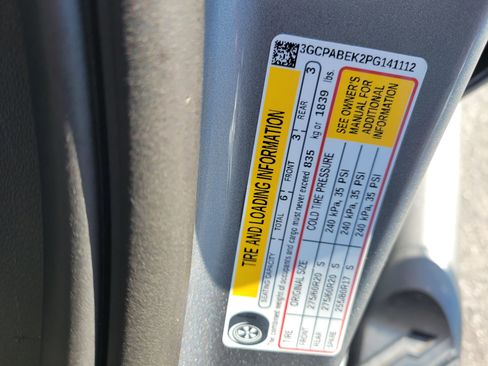 3GCPABEK2PG141112
TIRE AND LOADING INFORMATION
SEATING CAPACITY TOTAL 6 FRONT 3 REAR 3
The combined weight of occupants and cargo must never exceed 835 kg or 1839 lbs.
TIRE ORIGINAL SIZE COLD TIRE PRESSURE
FRONT 275/60R20 S 240 kPa, 35 PSI
REAR 275/60R20 S 240 kPa, 35 PSI
SPARE 255/80R17 S 240 kPa, 35 PSI
SEE OWNER'S
MANUAL FOR
ADDITIONAL
INFORMATION